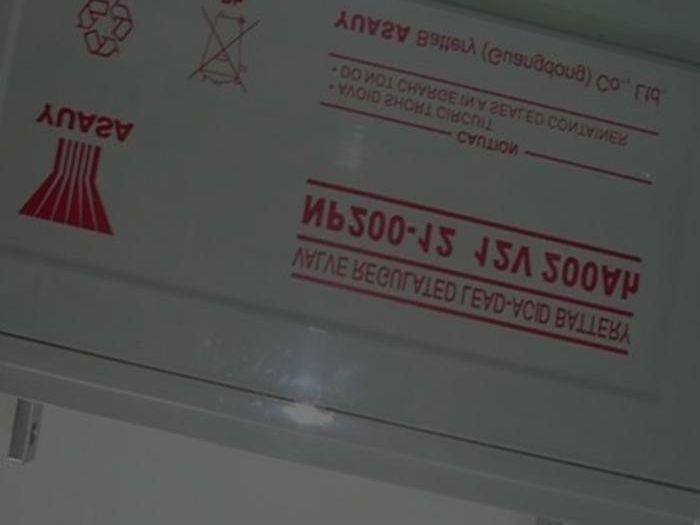 VALVE REGULATED LEAD-ACID BATTERY
NP200-12 12V 200Ah
CAUTION
• AVOID SHORT CIRCUIT
• DO NOT CHARGE IN A SEALED CONTAINER
YUASA Battery (Guangdong) Co., Ltd.
YUASA
Pb